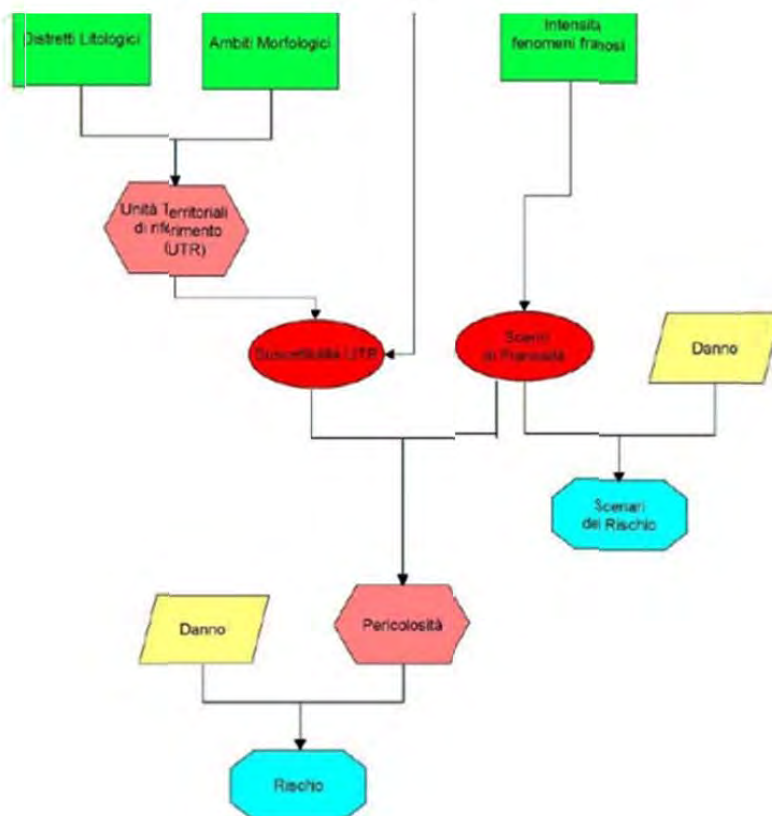 Distretti Litologici
Ambiti Morfologici
Intensità
fenomeni franosi
Unità Territoriali
di riferimento
(UTR)
Suscettibilità UTR
Scenari
di Franosità
Danno
Scenari
del Rischio
Danno
Pericolosità
Rischio